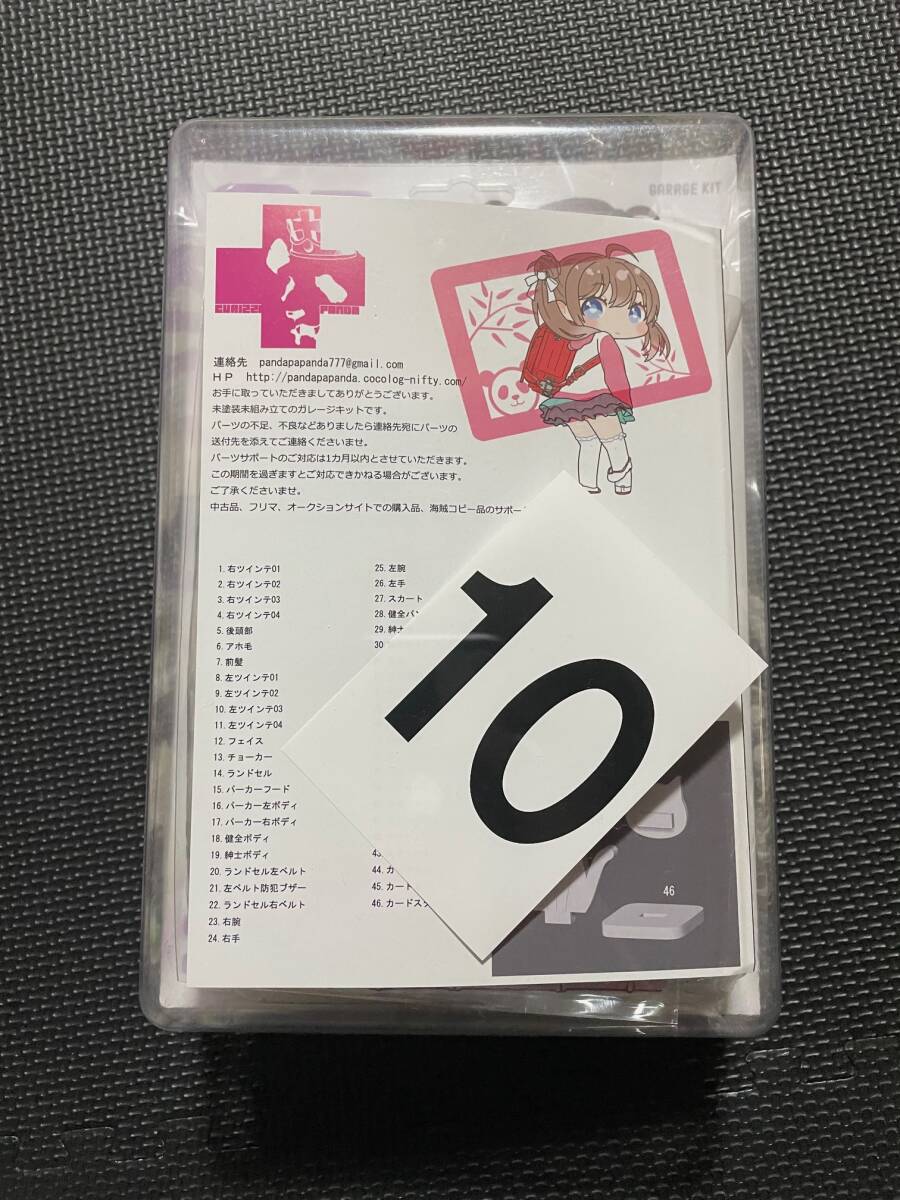 GARAGE KIT
PANDA
連絡先 pandapapanda777@gmail.com
HP http://pandapapanda.cocolog-nifty.com/
お手に取っていただきましてありがとうございます。
未塗装未組み立てのガレージキットです。
パーツの不足、不良などありましたら連絡先宛にパーツの
送付先を添えてご連絡くださいませ。
パーツサポートのご対応は1カ月以内とさせていただきます。
この期間を過ぎますとご対応できかねる場合がございます。
ご了承くださいませ。
中古品、フリマ、オークションサイトでの購入品、海賊コピー品のサポー
1. 右ツインテ01
2. 右ツインテ02
3. 右ツインテ03
4. 右ツインテ04
5. 後頭部
6. アホ毛
7. 前髪
8. 左ツインテ01
9. 左ツインテ02
10. 左ツインテ03
11. 左ツインテ04
12. フェイス
13. チョーカー
14. ランドセル
15. パーカーフード
16. パーカー左ボディ
17. パーカー右ボディ
18. 健全ボディ
19. 紳士ボディ
20. ランドセル左ベルト
21. 左ベルト防犯ブザー
22. ランドセル右ベルト
23. 右腕
24. 右手
25. 左腕
26. 左手
27. スカート
28. 健全パン
29. 紳士
30
43
44. カ
45. カード
46. カードス
10
46